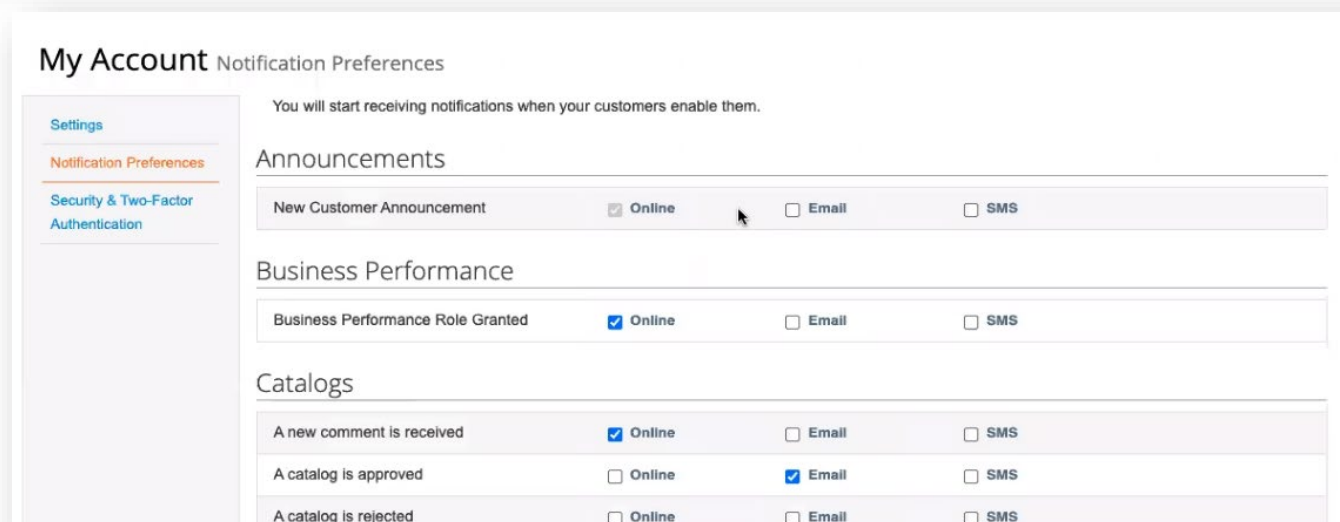 My Account Notification Preferences
You will start receiving notifications when your customers enable them.
Settings
Notification Preferences
Security & Two-Factor
Authentication
Announcements
New Customer Announcement Online Email SMS
Business Performance
Business Performance Role Granted Online Email SMS
Catalogs
A new comment is received Online Email SMS
A catalog is approved Online Email SMS
A catalog is rejected Online Email SMS